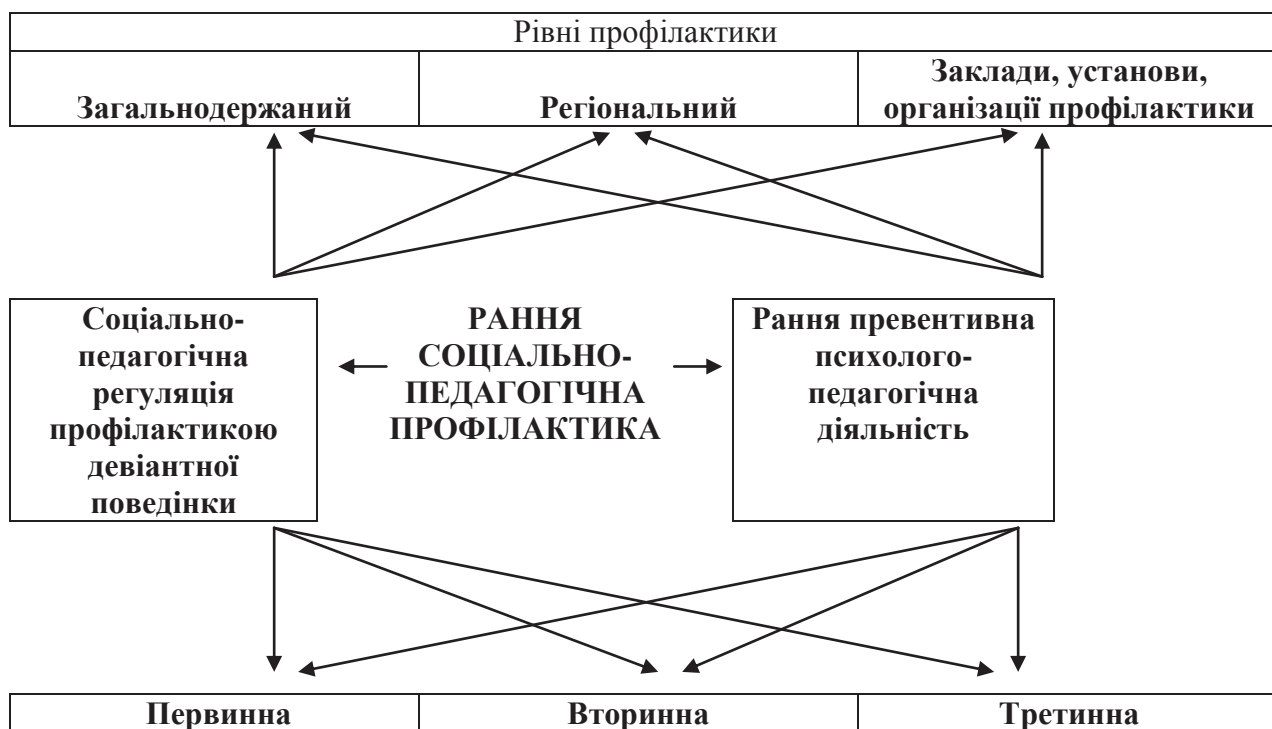 Рівні профілактики
Загальнодержаний
Регіональний
Заклади, установи,
організації профілактики
Соціально-
педагогічна
регуляція
профілактикою
девіантної
поведінки
РАННЯ
СОЦІАЛЬНО-
ПЕДАГОГІЧНА
ПРОФІЛАКТИКА
Рання превентивна
психолого-
педагогічна
діяльність
Первинна
Вторинна
Третинна